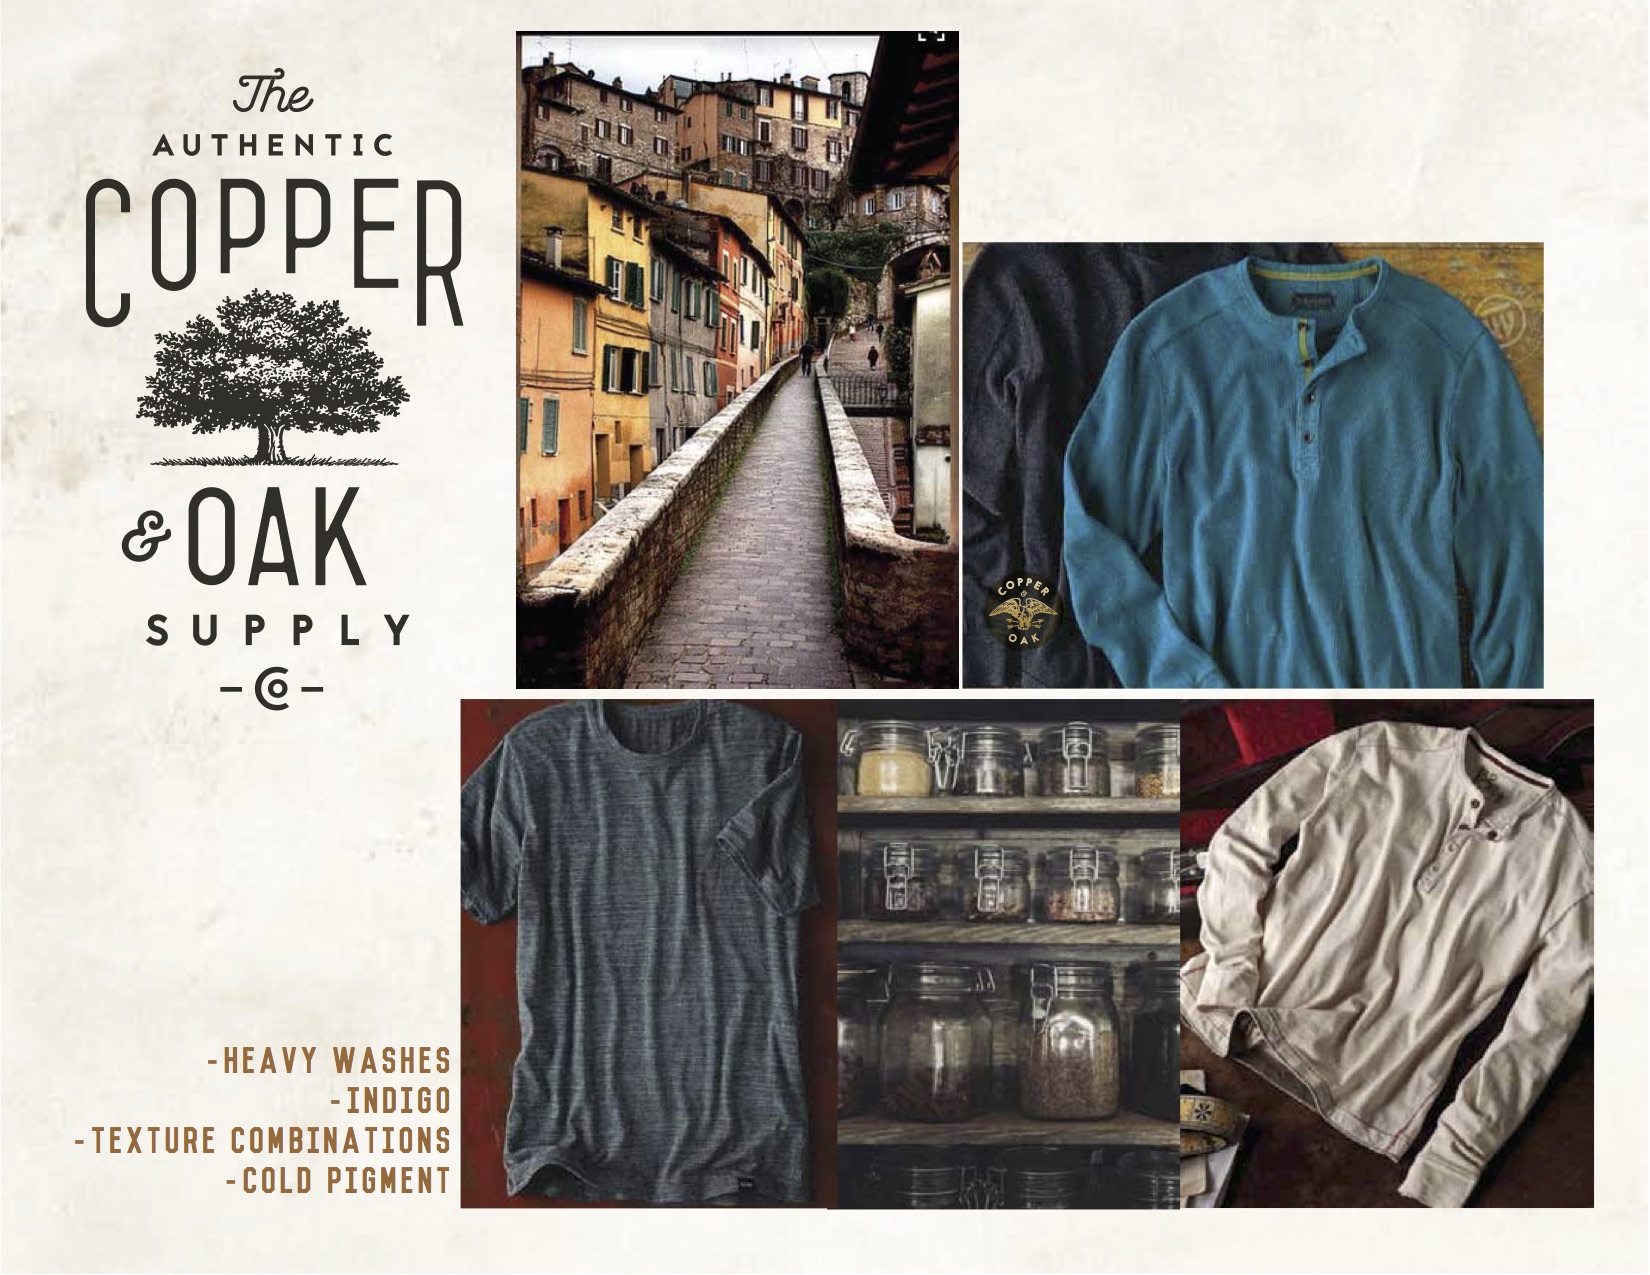 The
AUTHENTIC
COPPER
& OAK
SUPPLY
-CO-
COPPER
&
OAK
-HEAVY WASHES
-INDIGO
-TEXTURE COMBINATIONS
-COLD PIGMENT